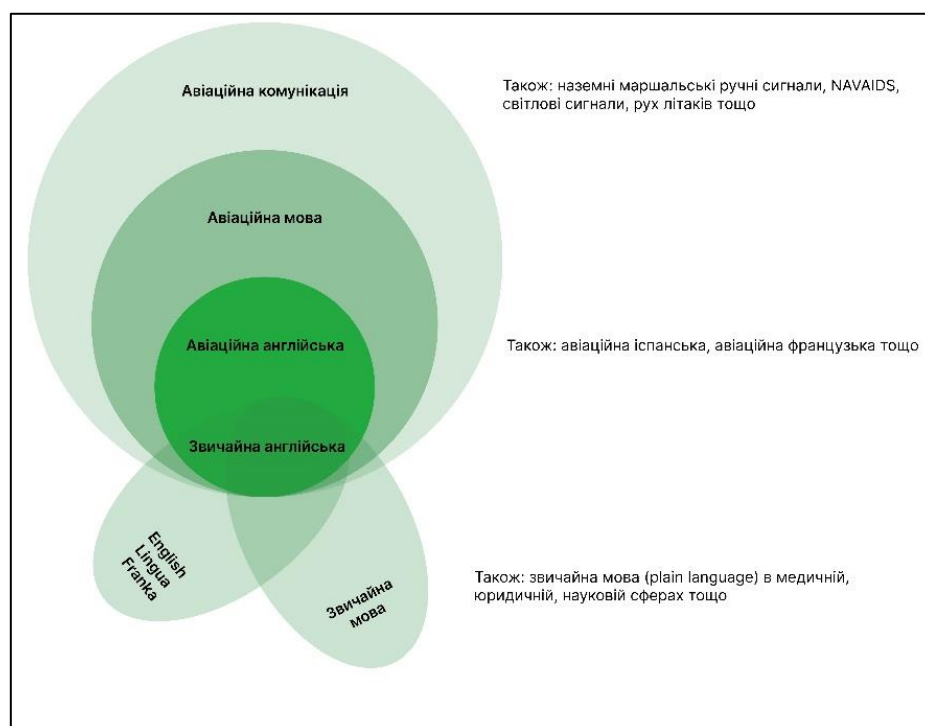 Авіаційна комунікація
Також: наземні маршальські ручні сигнали, NAVAIDS,
світлові сигнали, рух літаків тощо
Авіаційна мова
Авіаційна англійська
Також: авіаційна іспанська, авіаційна французька тощо
Звичайна англійська
English
Lingua
Franka
Звичайна
мова
Також: звичайна мова (plain language) в медичній,
юридичній, науковій сферах тощо